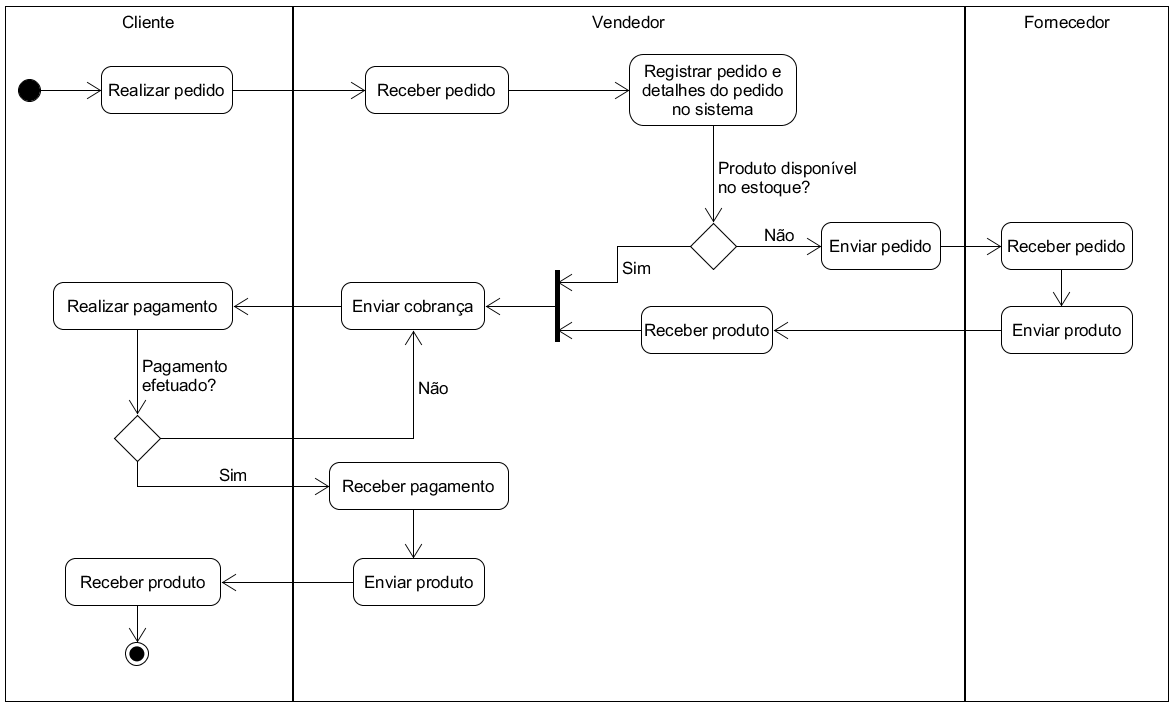 Cliente
Vendedor
Fornecedor
Realizar pedido
Receber pedido
Registrar pedido e
detalhes do pedido
no sistema
Produto disponível
no estoque?
Não
Enviar pedido
Receber pedido
Sim
Realizar pagamento
Enviar cobrança
Receber produto
Enviar produto
Pagamento
efetuado?
Não
Sim
Receber pagamento
Receber produto
Enviar produto